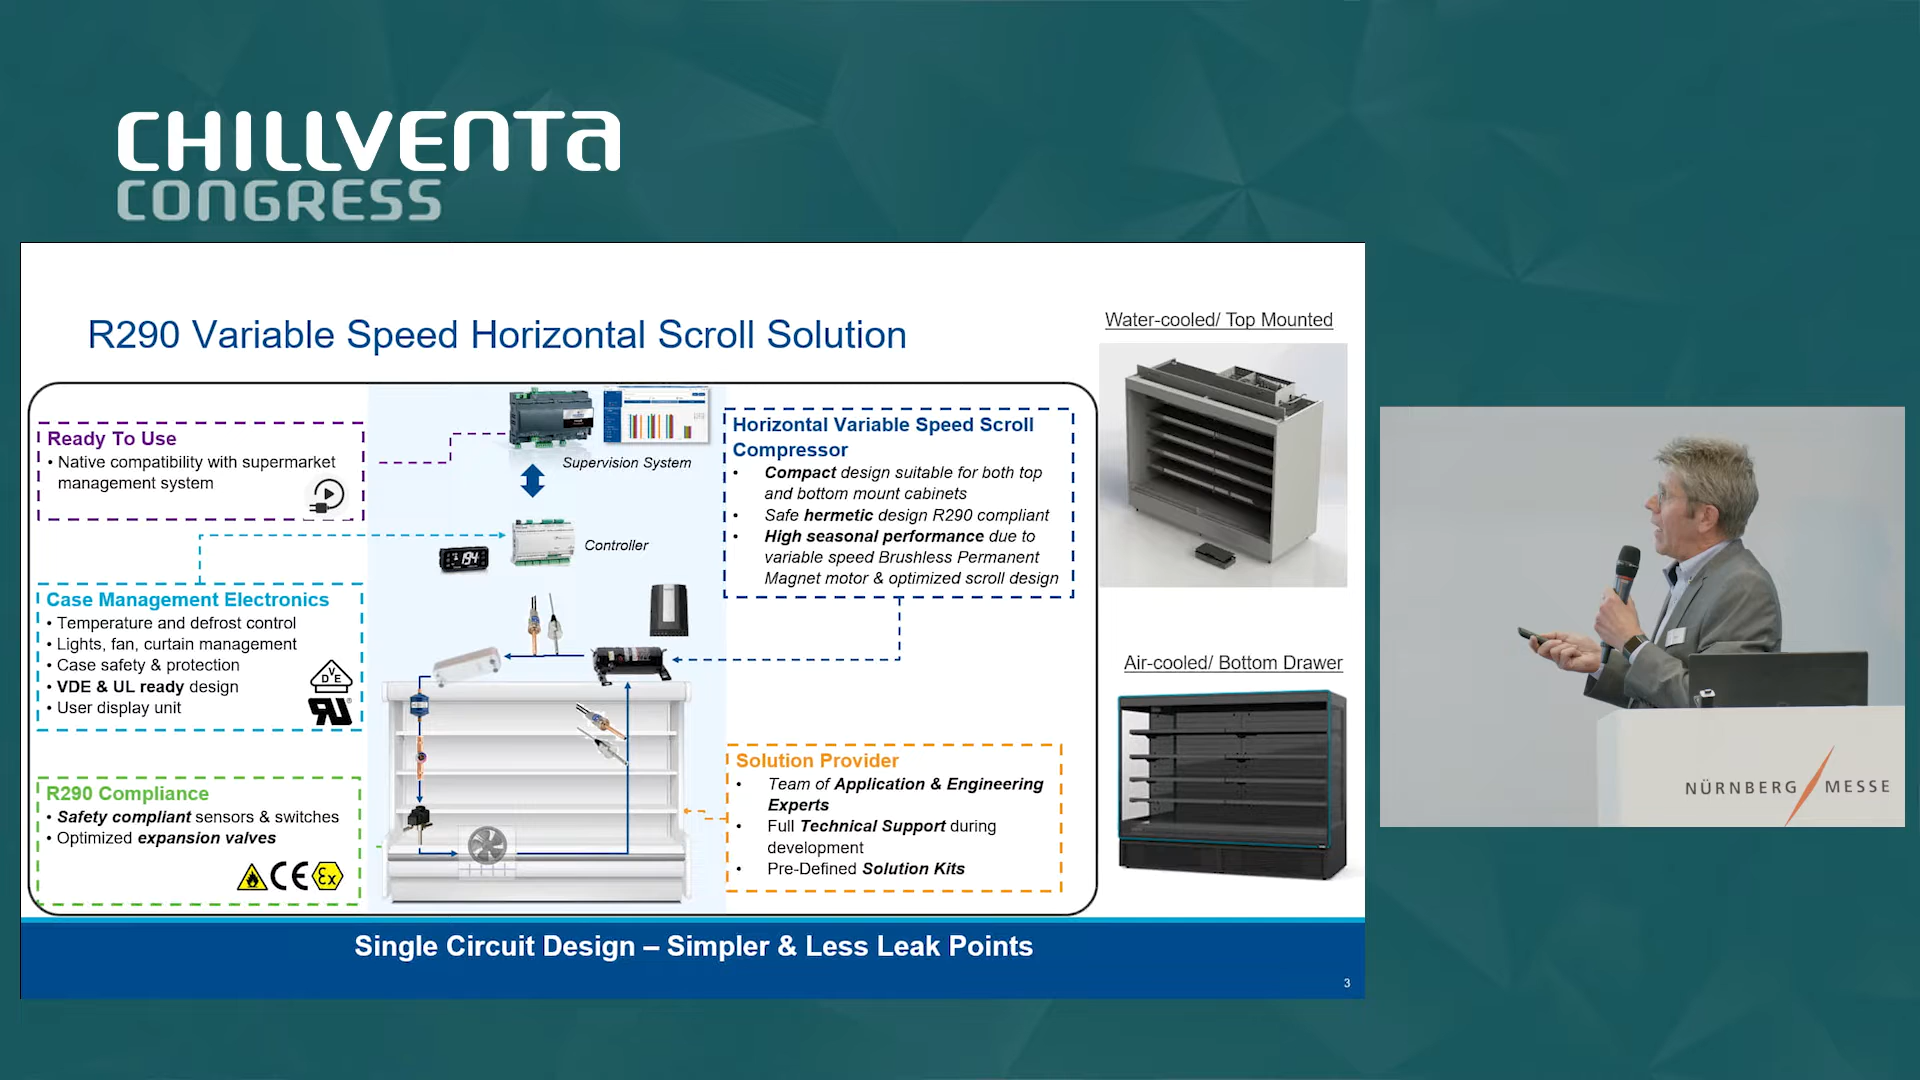 CHILLVENTA
CONGRESS
R290 Variable Speed Horizontal Scroll Solution
Ready To Use
• Native compatibility with supermarket
management system
Case Management Electronics
• Temperature and defrost control
• Lights, fan, curtain management
• Case safety & protection
• VDE & UL ready design
• User display unit
VDE
R290 Compliance
• Safety compliant sensors & switches
• Optimized expansion valves
CE
Ex
Supervision System
Controller
194
Horizontal Variable Speed Scroll
Compressor
• Compact design suitable for both top
and bottom mount cabinets
• Safe hermetic design R290 compliant
• High seasonal performance due to
variable speed Brushless Permanent
Magnet motor & optimized scroll design
Solution Provider
• Team of Application & Engineering
Experts
• Full Technical Support during
development
• Pre-Defined Solution Kits
Water-cooled/ Top Mounted
Air-cooled/ Bottom Drawer
Single Circuit Design – Simpler & Less Leak Points
3
NÜRNBERG MESSE